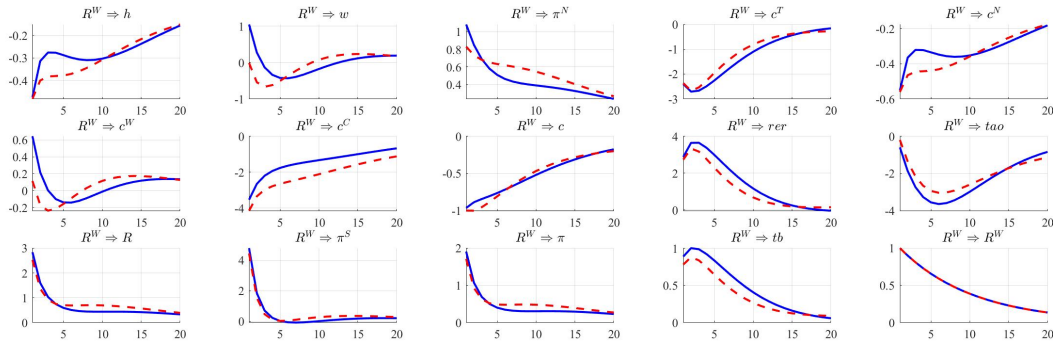 R^W ⇒ h
R^W ⇒ w
R^W ⇒ π^N
R^W ⇒ c^T
R^W ⇒ c^N
-0.2
-0.3
-0.4
5 10 15 20
1
0
-1
5 10 15 20
1
0.8
0.6
0.4
5 10 15 20
0
-1
-2
-3
5 10 15 20
-0.2
-0.4
-0.6
5 10 15 20
R^W ⇒ c^W
R^W ⇒ c^C
R^W ⇒ c
R^W ⇒ rer
R^W ⇒ tao
0.6
0.4
0.2
0
-0.2
5 10 15 20
0
-2
-4
5 10 15 20
0
-0.5
-1
5 10 15 20
4
2
0
5 10 15 20
0
-2
-4
5 10 15 20
R^W ⇒ R
R^W ⇒ π^S
R^W ⇒ π
R^W ⇒ tb
R^W ⇒ R^W
3
2
1
0
5 10 15 20
4
2
0
5 10 15 20
2
1
0
5 10 15 20
1
0.5
0
5 10 15 20
1
0.5
0
5 10 15 20